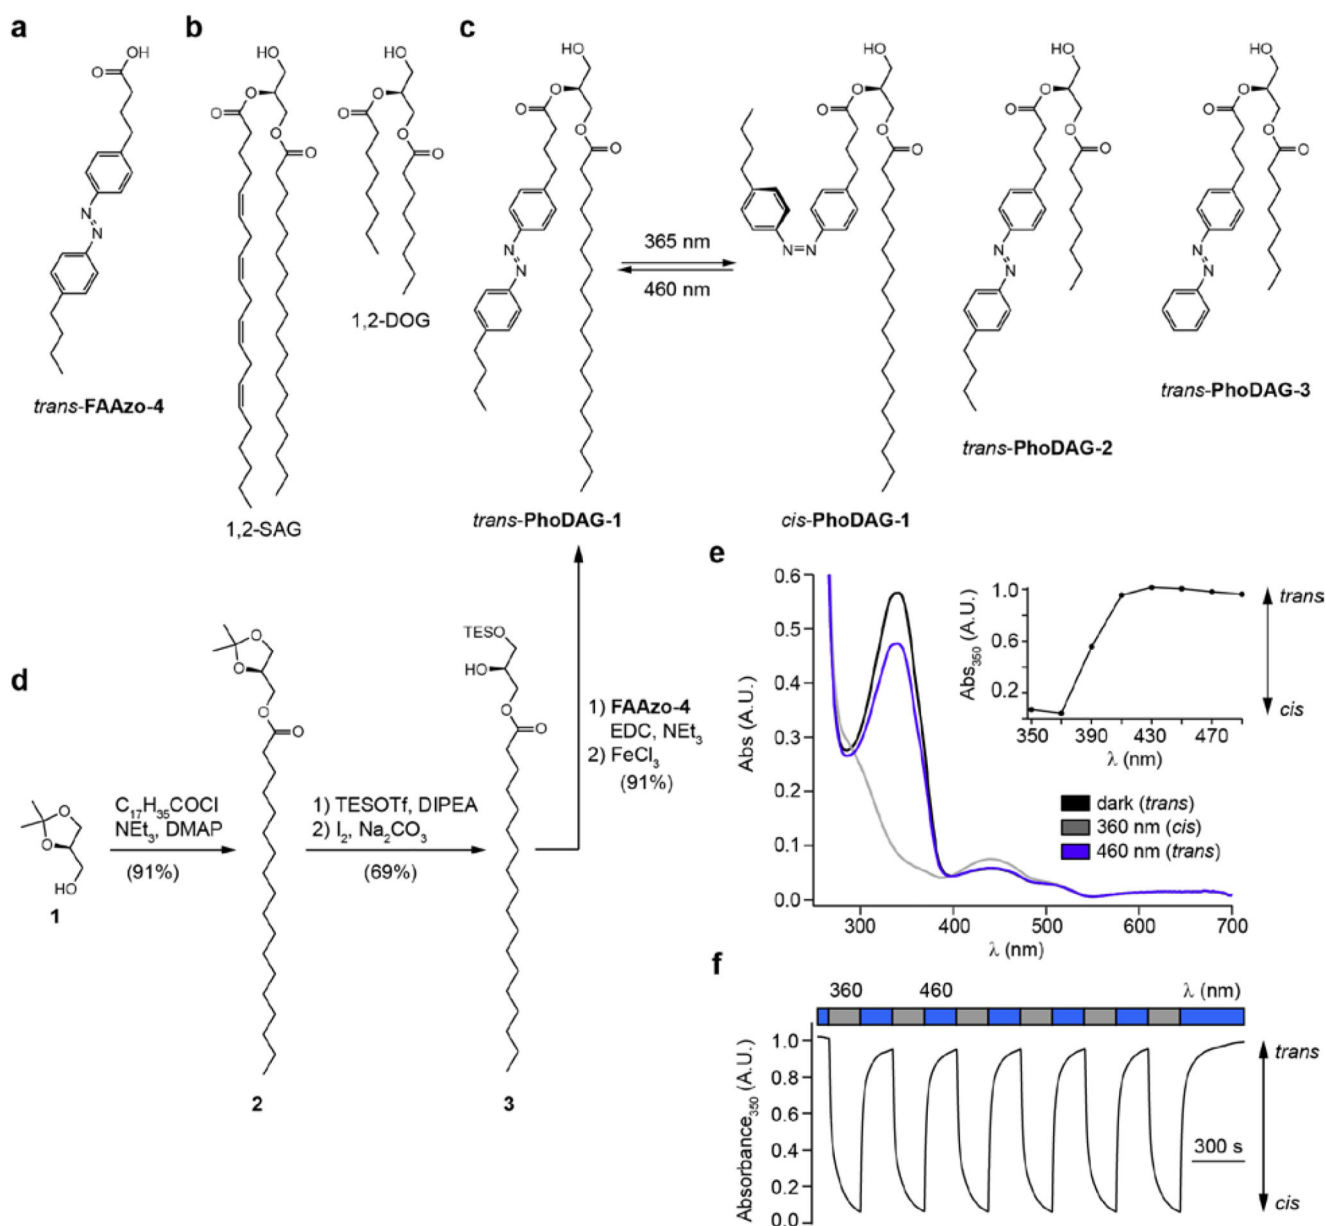 a
b
c
OH
O
N
N
trans-FAAzo-4
HO
O
O
O
O
1,2-SAG
HO
O
O
O
O
1,2-DOG
HO
O
O
O
O
N
N
trans-PhoDAG-1
365 nm
460 nm
HO
O
O
O
O
N=N
cis-PhoDAG-1
HO
O
O
O
O
N
N
trans-PhoDAG-2
HO
O
O
O
O
N
N
trans-PhoDAG-3
d
O
O
HO
1
C17H35COCl
NEt3, DMAP
(91%)
O
O
O
O
2
1) TESOTf, DIPEA
2) I2, Na2CO3
(69%)
TESO
HO
O
O
3
1) FAAzo-4
EDC, NEt3
2) FeCl3
(91%)
e
Abs (A.U.)
0.6
0.5
0.4
0.3
0.2
0.1
0.0
300
400
500
600
700
λ (nm)
Abs350 (A.U.)
1.0
0.6
0.2
350
390
430
470
λ (nm)
trans
cis
dark (trans)
360 nm (cis)
460 nm (trans)
f
360
460
λ (nm)
Absorbance350 (A.U.)
1.0
0.8
0.6
0.4
0.2
0.0
300 s
trans
cis